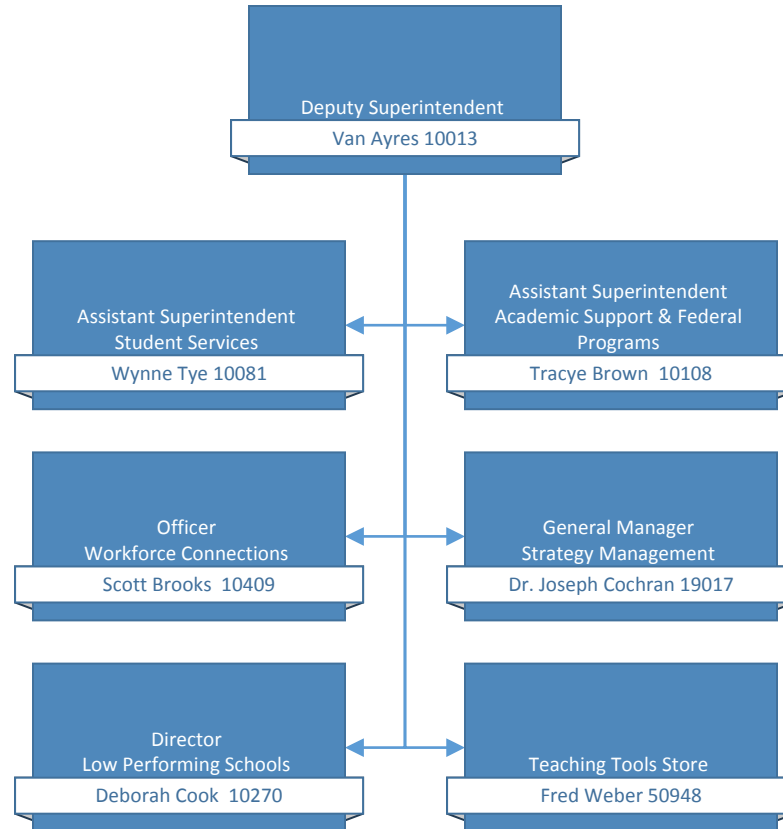 Deputy Superintendent
Van Ayres 10013
Assistant Superintendent
Student Services
Wynne Tye 10081
Assistant Superintendent
Academic Support & Federal
Programs
Tracye Brown  10108
Officer
Workforce Connections
Scott Brooks  10409
General Manager
Strategy Management
Dr. Joseph Cochran 19017
Director
Low Performing Schools
Deborah Cook  10270
Teaching Tools Store
Fred Weber 50948